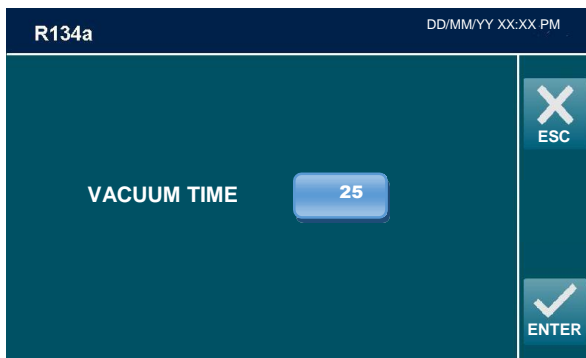 R134a
DD/MM/YY XX:XX PM
ESC
VACUUM TIME
25
ENTER